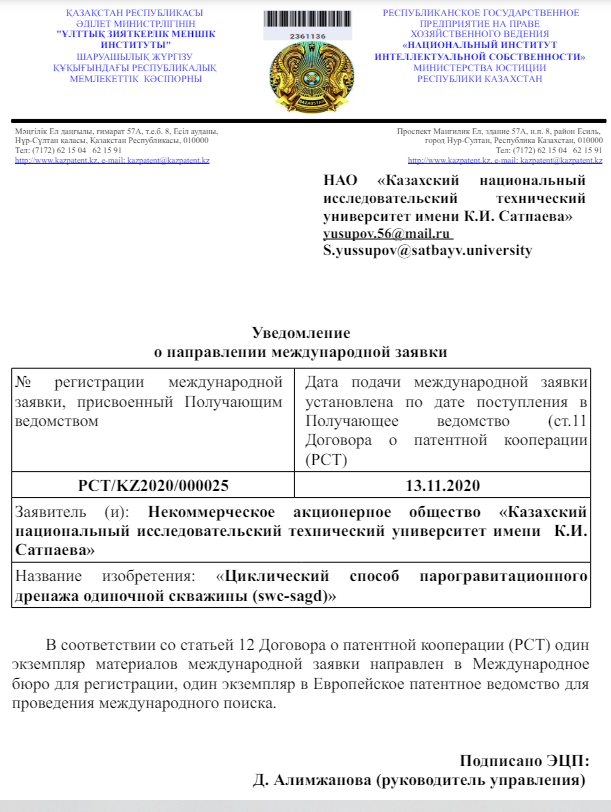 ҚАЗАҚСТАН РЕСПУБЛИКАСЫ
ӘДІЛЕТ МИНИСТРЛІГІНІН
"ҰЛТТЫҚ ЗИЯТКЕРЛІК МЕНШІК
ИНСТИТУТЫ"
ШАРУАШЫЛЫҚ ЖҮРГІЗУ
ҚҰҚЫҒЫНДАҒЫ РЕСПУБЛИКАЛЫҚ
МЕМЛЕКЕТТІК КӘСІПОРНЫ
2361136
ҚАЗАҚСТАН
РЕСПУБЛИКАНСКОЕ ГОСУДАРСТВЕННОЕ
ПРЕДПРИЯТИЕ НА ПРАВЕ
ХОЗЯЙСТВЕННОГО ВЕДЕНИЯ
«НАЦИОНАЛЬНЫЙ ИНСТИТУТ
ИНТЕЛЛЕКТУАЛЬНОЙ СОБСТВЕННОСТИ»
МИНИСТЕРСТВА ЮСТИЦИИ
РЕСПУБЛИКИ КАЗАХСТАН
Мәңгілік Ел даңғылы, ғимарат 57А, т.е.б. 8, Есіл ауданы,
Нұр-Сұлтан қаласы, Қазақстан Республикасы, 010000
Тел: (7172) 62 15 04 62 15 91
http://www.kazpatent.kz, e-mail: kazpatent@kazpatent.kz
Проспект Мангилик Ел, здание 57А, н.п. 8, район Есиль,
город Нур-Султан, Республика Казахстан, 010000
Тел: (7172) 62 15 04 62 15 91
http://www.kazpatent.kz, e-mail: kazpatent@kazpatent.kz
НАО «Казахский национальный
исследовательский технический
университет имени К.И. Сатпаева»
yusupov.56@mail.ru
S.yussupov@satbayv.university
Уведомление
о направлении международной заявки
№ регистрации международной
заявки, присвоенный Получающим
ведомством
Дата подачи международной заявки
установлена по дате поступления в
Получающее ведомство (ст.11
Договора о патентной кооперации
(РСТ)
PCT/KZ2020/000025
13.11.2020
Заявитель (и): Некоммерческое акционерное общество «Казахский
национальный исследовательский технический университет имени К.И.
Сатпаева»
Название изобретения: «Циклический способ парогравитационного
дренажа одиночной скважины (swc-sagd)»
В соответствии со статьей 12 Договора о патентной кооперации (РСТ) один
экземпляр материалов международной заявки направлен в Международное
бюро для регистрации, один экземпляр в Европейское патентное ведомство для
проведения международного поиска.
Подписано ЭЦП:
Д. Алимжанова (руководитель управления)